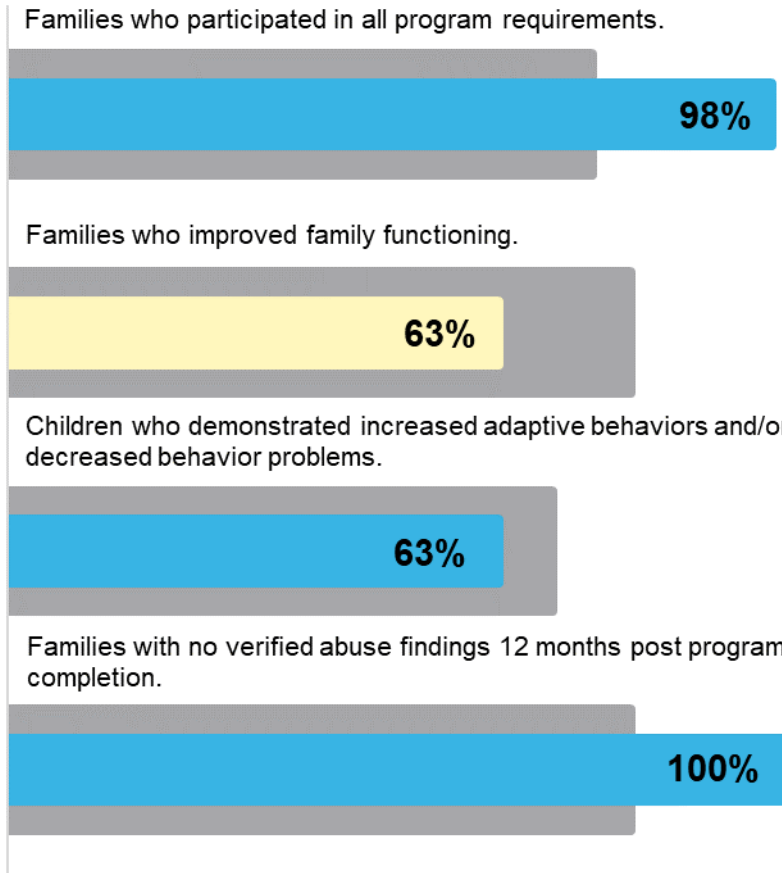 Families who participated in all program requirements.
98%
Families who improved family functioning.
63%
Children who demonstrated increased adaptive behaviors and/or
decreased behavior problems.
63%
Families with no verified abuse findings 12 months post program
completion.
100%